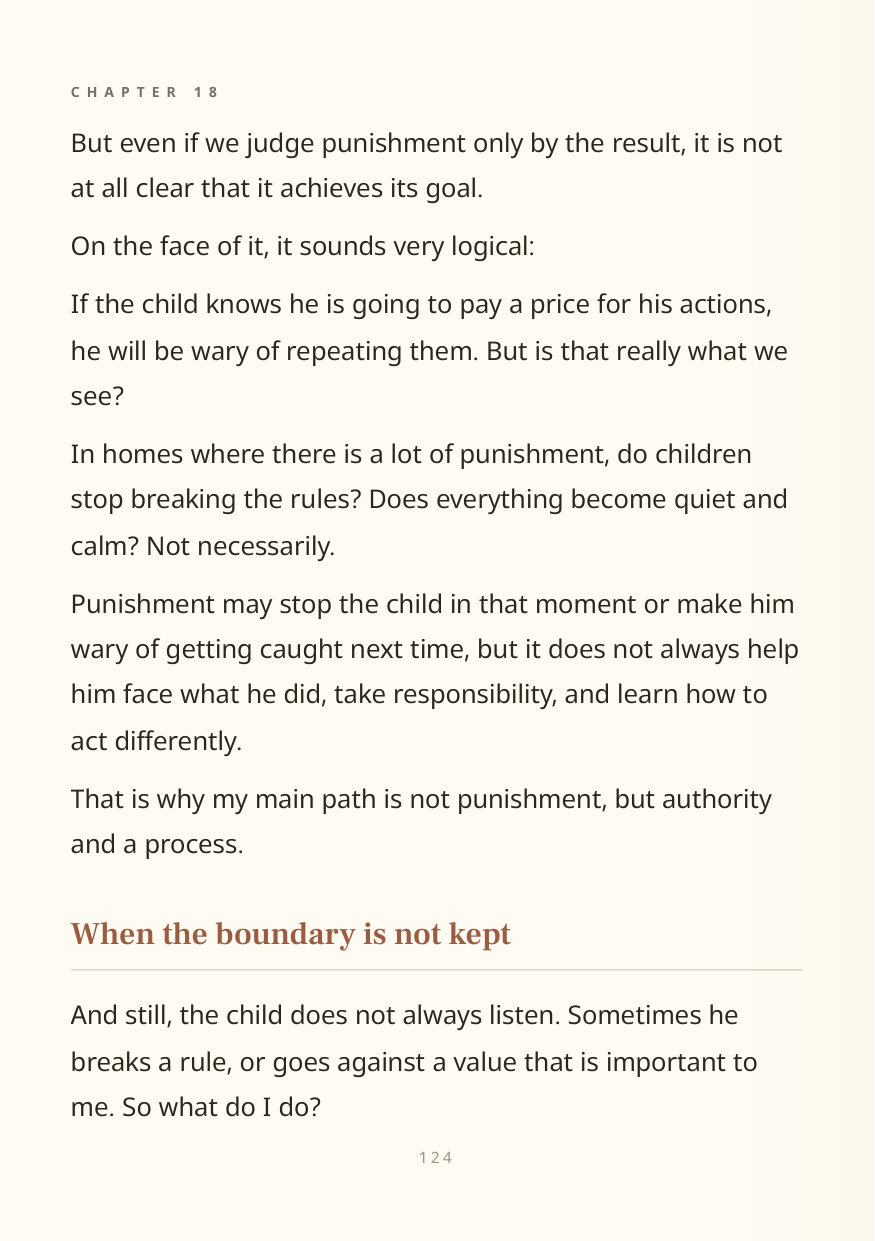 CHAPTER 18
But even if we judge punishment only by the result, it is not
at all clear that it achieves its goal.
On the face of it, it sounds very logical:
If the child knows he is going to pay a price for his actions,
he will be wary of repeating them. But is that really what we
see?
In homes where there is a lot of punishment, do children
stop breaking the rules? Does everything become quiet and
calm? Not necessarily.
Punishment may stop the child in that moment or make him
wary of getting caught next time, but it does not always help
him face what he did, take responsibility, and learn how to
act differently.
That is why my main path is not punishment, but authority
and a process.
When the boundary is not kept
And still, the child does not always listen. Sometimes he
breaks a rule, or goes against a value that is important to
me. So what do I do?
124